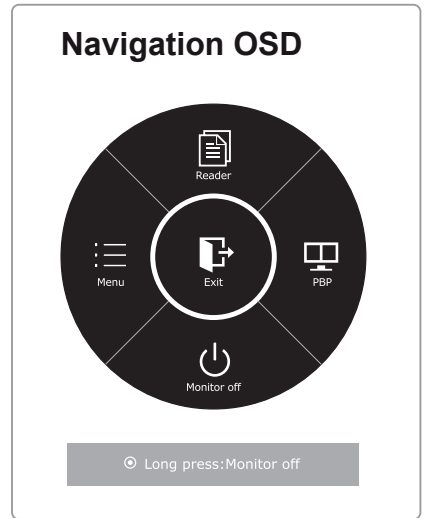 Navigation OSD
Reader
Menu
Exit
PBP
Monitor off
Long press:Monitor off